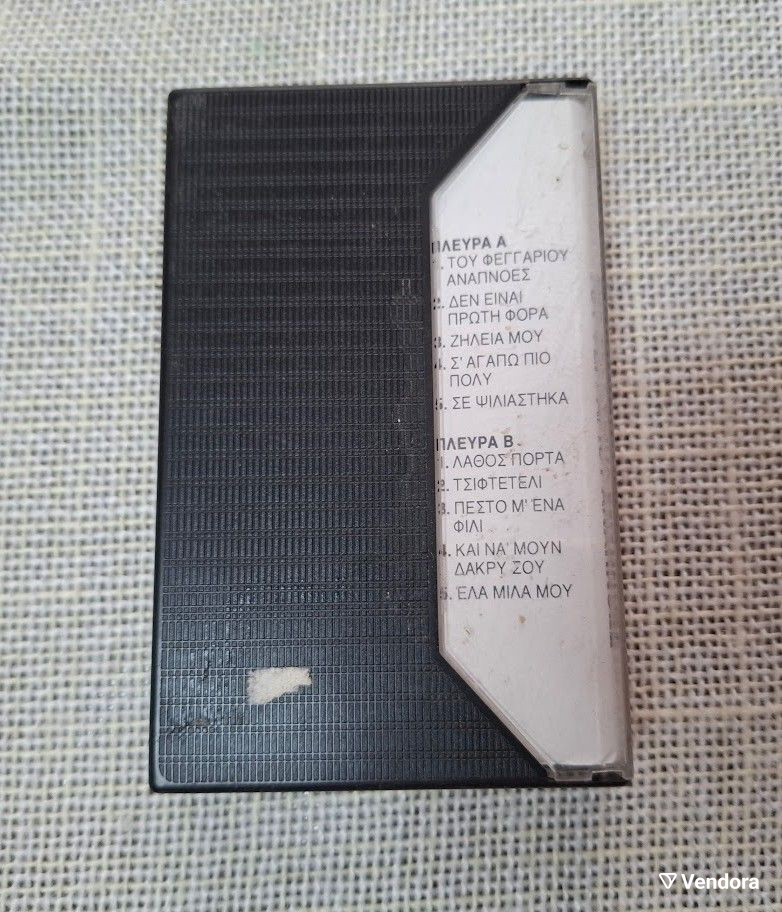 ΠΛΕΥΡΑ Α
1. ΤΟΥ ΦΕΓΓΑΡΙΟΥ
ΑΝΑΠΝΟΕΣ
2. ΔΕΝ ΕΙΝΑΙ
ΠΡΩΤΗ ΦΟΡΑ
3. ΖΗΛΕΙΑ ΜΟΥ
4. Σ' ΑΓΑΠΩ ΠΙΟ
ΠΟΛΥ
5. ΣΕ ΨΙΛΙΑΣΤΗΚΑ
ΠΛΕΥΡΑ Β
1. ΛΑΘΟΣ ΠΟΡΤΑ
2. ΤΣΙΦΤΕΤΕΛΙ
3. ΠΕΣΤΟ Μ' ΕΝΑ
ΦΙΛΙ
4. ΚΑΙ ΝΑ' ΜΟΥΝ
ΔΑΚΡΥ ΖΟΥ
5. ΕΛΑ ΜΙΛΑ ΜΟΥ
Vendora